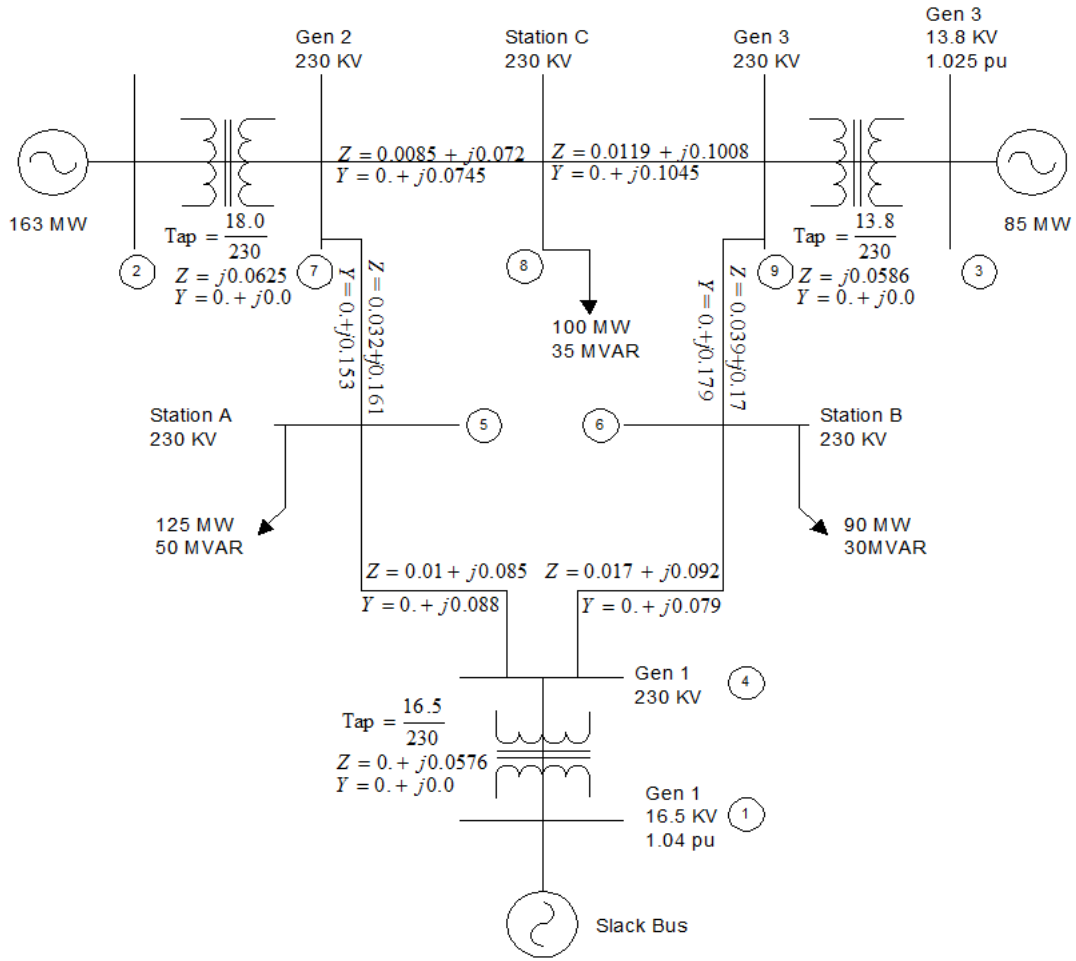 Gen 2
230 KV
Station C
230 KV
Gen 3
230 KV
Gen 3
13.8 KV
1.025 pu
163 MW
Tap = 18.0/230
Z = j0.0625
Y = 0. + j0.0
2
7
Z = 0.0085 + j0.072
Y = 0. + j0.0745
Z = 0.0119 + j0.1008
Y = 0. + j0.1045
8
100 MW
35 MVAR
9
Tap = 13.8/230
Z = j0.0586
Y = 0. + j0.0
3
85 MW
Z = 0.032+j0.161
Y = 0.+j0.153
Z = 0.039+j0.17
Y = 0.+j0.179
Station A
230 KV
5
6
Station B
230 KV
125 MW
50 MVAR
90 MW
30MVAR
Z = 0.01 + j0.085
Y = 0. + j0.088
Z = 0.017 + j0.092
Y = 0. + j0.079
Gen 1
230 KV
4
Tap = 16.5/230
Z = 0. + j0.0576
Y = 0. + j0.0
Gen 1
16.5 KV
1.04 pu
1
Slack Bus